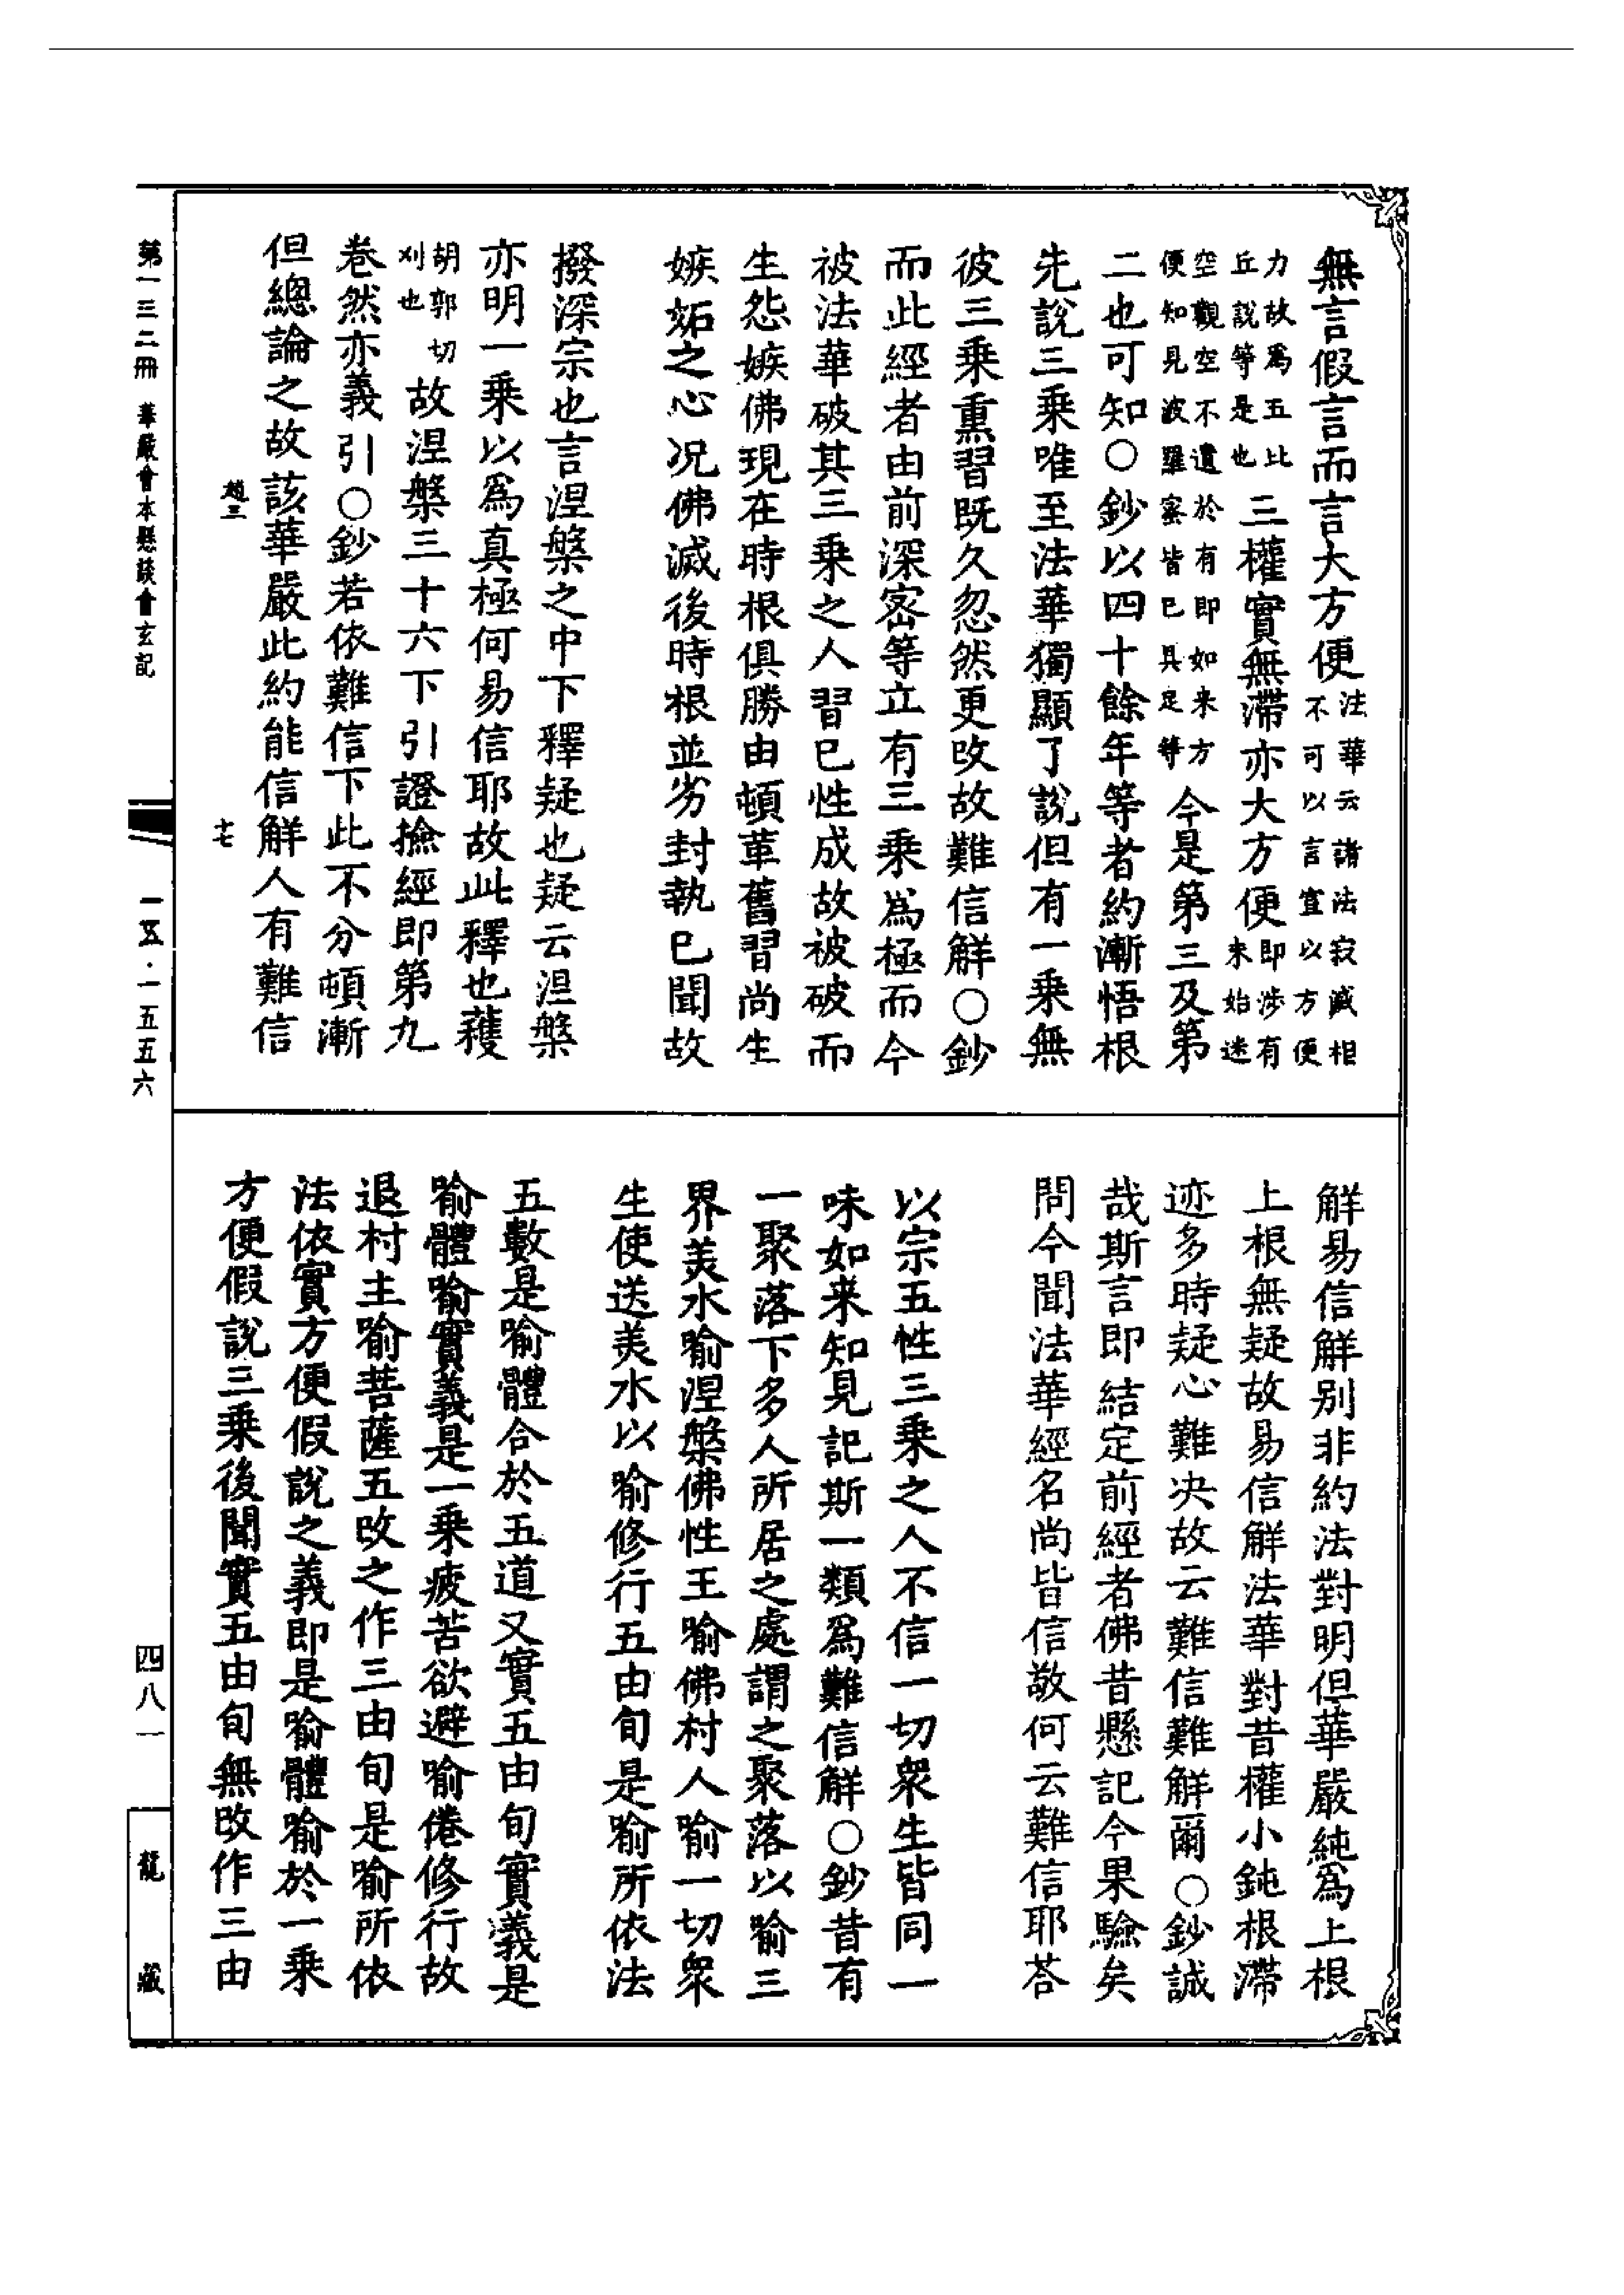 無言假言而言大方便法華云諸法寂滅相不可以言宣以方便
力故為五比丘說等是也三權實無滯亦大方便即涉有未始迷
空觀空不遺於有即如来方便知見波羅蜜皆已具足等今是第三及第
二也可知○鈔以四十餘年等者約漸悟根
先說三乘唯至法華獨顯了說但有一乘無
彼三乘熏習既久忽然更改故難信解○鈔
而此經者由前深密等立有三乘為極而今
被法華破其三乘之人習已性成故被破而
生怨嫉佛現在時根俱勝由頓革舊習尚生
嫉妬之心况佛滅後時根並劣封執已聞故
撥深宗也言涅槃之中下釋疑也疑云涅槃
亦明一乘以為真極何易信耶故此釋也穫
胡郭切刈也故涅槃三十六下引證撿經即第九
卷然亦義引○鈔若依難信下此不分頓漸
但總論之故該華嚴此約能信解人有難信
解易信解別非約法對明但華嚴純為上根
上根無疑故易信解法華對昔權小鈍根滯
迹多時疑心難決故云難信難解爾○鈔誠
哉斯言即結定前經者佛昔懸記今果驗矣
問今聞法華經名尚皆信敬何云難信耶荅
以宗五性三乘之人不信一切眾生皆同一
味如来知見記斯一類為難信解○鈔昔有
一聚落下多人所居之處謂之聚落以喻三
界美水喻涅槃佛性王喻佛村人喻一切眾
生使送美水以喻修行五由旬是喻所依法
五數是喻體合於五道又實五由旬實義是
喻體喻實義是一乘疲苦欲避喻倦修行故
退村主喻菩薩五改之作三由旬是喻所依
法依實方便假說之義即是喻體喻於一乘
方便假說三乘後聞實五由旬無改作三由
第一三二冊 華嚴會本懸談會玄記
趙三
十七
一五·一五五六
四八一
龍藏